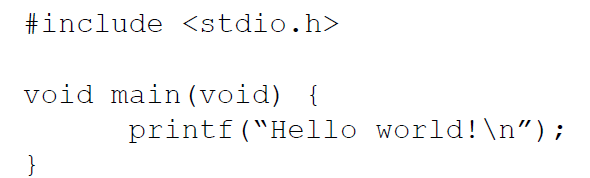 #include <stdio.h>
void main(void) {
printf(“Hello world!\n”);
}